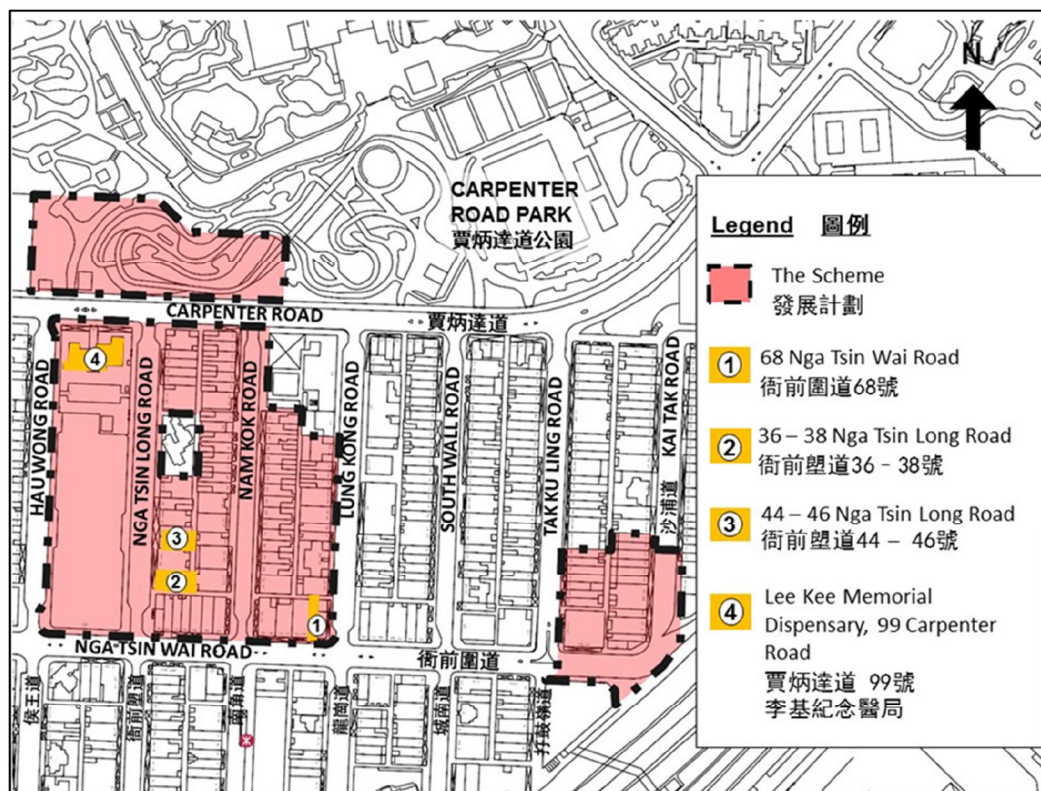 N
CARPENTER
ROAD PARK
賈炳達道公園
CARPENTER ROAD
賈炳達道
HAU WONG ROAD
NGA TSIN LONG ROAD
NAM KOK ROAD
LUNG KONG ROAD
SOUTH WALL ROAD
TAK KU LING ROAD
KAI TAK ROAD
沙浦道
4
3
2
1
NGA TSIN WAI ROAD
衙前圍道
侯王道
衙前塱道
南角道
龍崗道
城南道
打鼓嶺道
Legend 圖例
The Scheme
發展計劃
1 68 Nga Tsin Wai Road
衙前圍道68號
2 36 – 38 Nga Tsin Long Road
衙前塱道36 - 38號
3 44 – 46 Nga Tsin Long Road
衙前塱道44 – 46號
4 Lee Kee Memorial
Dispensary, 99 Carpenter
Road
賈炳達道 99號
李基紀念醫局